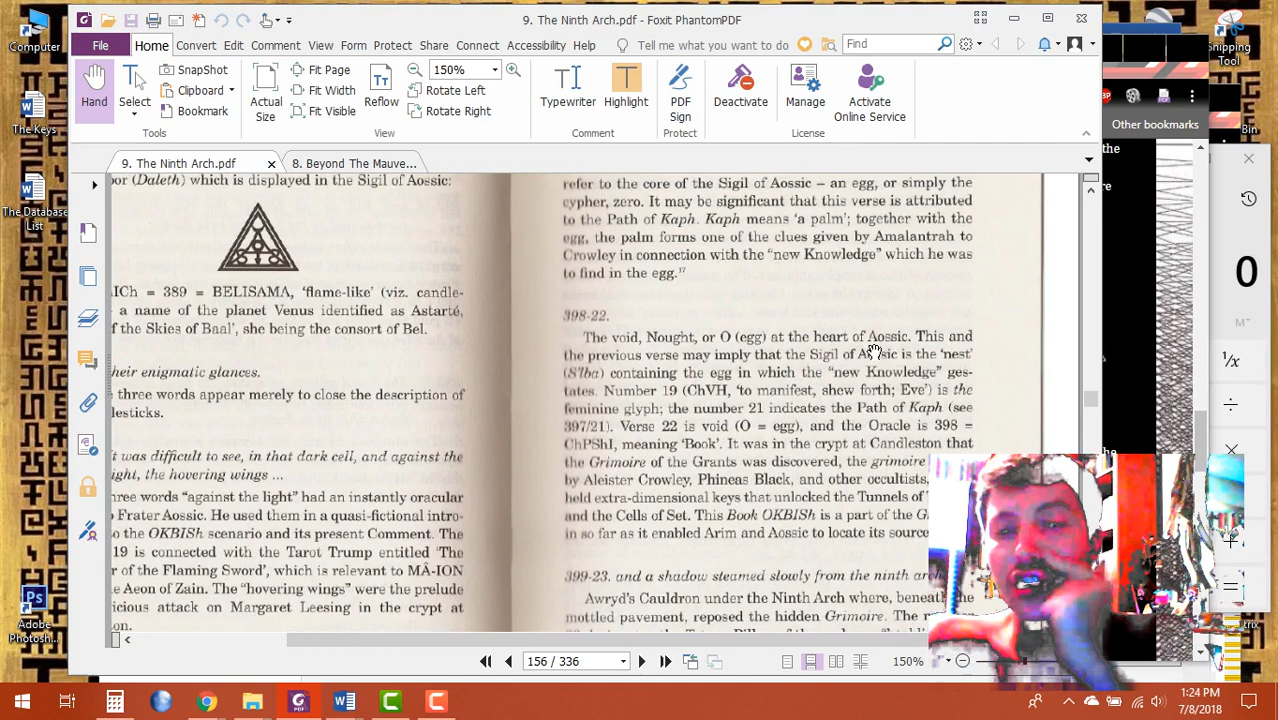 Computer
The Keys
The Database List
Adobe Photosh...
9. The Ninth Arch.pdf - Foxit PhantomPDF
File Home Convert Edit Comment View Form Protect Share Connect Accessibility Help Tell me what you want to do Find
Hand
Select
SnapShot
Clipboard
Bookmark
Actual Size
Fit Page
Fit Width
Fit Visible
Reflow
150%
Rotate Left
Rotate Right
Typewriter
Highlight
PDF Sign
Deactivate
Manage
Activate Online Service
Tools
View
Comment
Protect
License
9. The Ninth Arch.pdf
8. Beyond The Mauve...
or (Daleth) which is displayed in the Sigil of Aossic:
ICh = 389 = BELISAMA, 'flame-like' (viz. candle-
a name of the planet Venus identified as Astarté,
f the Skies of Baal', she being the consort of Bel.
heir enigmatic glances.
three words appear merely to close the description of
lesticks.
t was difficult to see, in that dark cell, and against the
ight, the hovering wings ...
hree words "against the light" had an instantly oracular
Frater Aossic. He used them in a quasi-fictional intro-
o the OKBISh scenario and its present Comment. The
19 is connected with the Tarot Trump entitled 'The
r of the Flaming Sword', which is relevant to MÂ-ION
e Aeon of Zain. The "hovering wings" were the prelude
icious attack on Margaret Leesing in the crypt at
on.
refer to the core of the Sigil of Aossic – an egg, or simply the
cypher, zero. It may be significant that this verse is attributed
to the Path of Kaph. Kaph means 'a palm'; together with the
egg, the palm forms one of the clues given by Amalantrah to
Crowley in connection with the "new Knowledge" which he was
to find in the egg.17
398-22.
The void, Nought, or O (egg) at the heart of Aossic. This and
the previous verse may imply that the Sigil of Aossic is the 'nest'
(S'lba) containing the egg in which the "new Knowledge" ges-
tates. Number 19 (ChVH, 'to manifest, shew forth; Eve') is the
feminine glyph; the number 21 indicates the Path of Kaph (see
397/21). Verse 22 is void (O = egg), and the Oracle is 398 =
ChPShI, meaning 'Book'. It was in the crypt at Candleston that
the Grimoire of the Grants was discovered, the grimoire
by Aleister Crowley, Phineas Black, and other occultists,
held extra-dimensional keys that unlocked the Tunnels of
and the Cells of Set. This Book OKBISh is a part of the G
in so far as it enabled Arim and Aossic to locate its source
399-23. and a shadow steamed slowly from the ninth arch
Awryd's Cauldron under the Ninth Arch where, beneath the
mottled pavement, reposed the hidden Grimoire. The
156 / 336
150%
Snipping Tool
Bin
Other bookmarks
the
0
M
1/x
÷
×
+
=
1:24 PM
7/8/2018